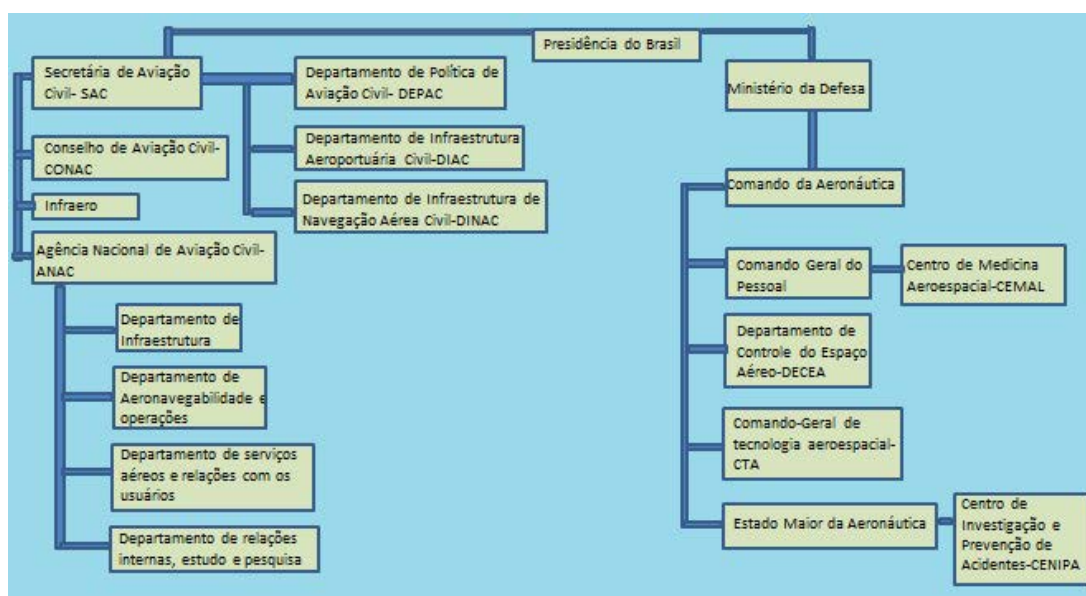 Presidência do Brasil
Secretária de Aviação
Civil- SAC
Departamento de Política de
Aviação Civil- DEPAC
Departamento de Infraestrutura
Aeroportuária Civil-DIAC
Departamento de Infraestrutura de
Navegação Aérea Civil-DINAC
Conselho de Aviação Civil-
CONAC
Infraero
Agência Nacional de Aviação Civil-
ANAC
Departamento de
Infraestrutura
Departamento de
Aeronavegabilidade e
operações
Departamento de serviços
aéreos e relações com os
usuários
Departamento de relações
internas, estudo e pesquisa
Ministério da Defesa
Comando da Aeronáutica
Comando Geral do
Pessoal
Centro de Medicina
Aeroespacial-CEMAL
Departamento de
Controle do Espaço
Aéreo-DECEA
Comando-Geral de
tecnologia aeroespacial-
CTA
Estado Maior da Aeronáutica
Centro de
Investigação e
Prevenção de
Acidentes-CENIPA